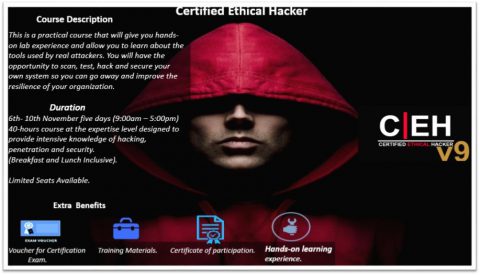 Certified Ethical Hacker
Course Description
This is a practical course that will give you hands-
on lab experience and allow you to learn about the
tools used by real attackers. You will have the
opportunity to scan, test, hack and secure your
own system so you can go away and improve the
resilience of your organization.
Duration
6th- 10th November five days (9:00am – 5:00pm)
40-hours course at the expertise level designed to
provide intensive knowledge of hacking,
penetration and security.
(Breakfast and Lunch Inclusive).
Limited Seats Available.
C|EH
CERTIFIED ETHICAL HACKER
v9
Extra Benefits
EXAM VOUCHER
Voucher for Certification
Exam.
Training Materials.
Certificate of participation.
Hands-on learning
experience.